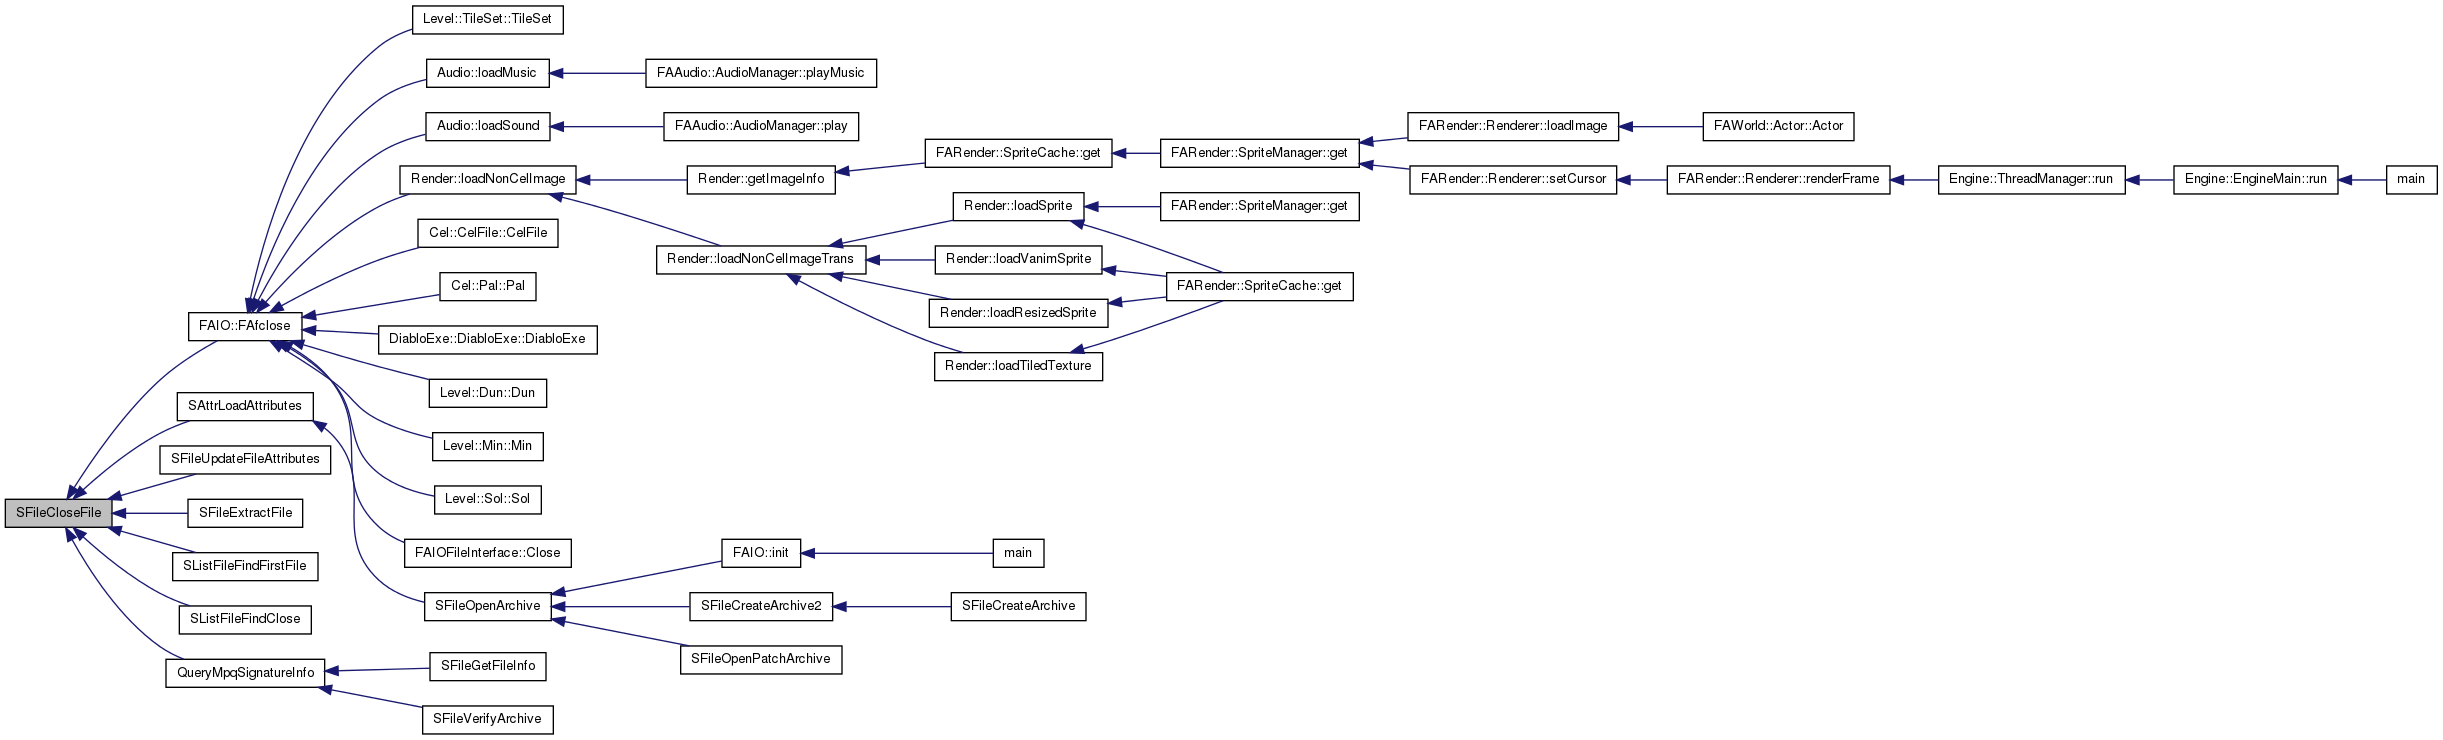 Level::TileSet::TileSet
Audio::loadMusic
FAAudio::AudioManager::playMusic
Audio::loadSound
FAAudio::AudioManager::play
FARender::Renderer::loadImage
FAWorld::Actor::Actor
FARender::SpriteCache::get
FARender::SpriteManager::get
Render::loadNonCelImage
Render::getImageInfo
FARender::Renderer::setCursor
FARender::Renderer::renderFrame
Engine::ThreadManager::run
Engine::EngineMain::run
main
Render::loadSprite
FARender::SpriteManager::get
Cel::CelFile::CelFile
Render::loadNonCelImageTrans
Render::loadVanimSprite
Cel::Pal::Pal
FARender::SpriteCache::get
Render::loadResizedSprite
FAIO::FAfclose
DiabloExe::DiabloExe::DiabloExe
Render::loadTiledTexture
Level::Dun::Dun
SAttrLoadAttributes
Level::Min::Min
SFileUpdateFileAttributes
Level::Sol::Sol
SFileCloseFile
SFileExtractFile
FAIOFileInterface::Close
FAIO::init
main
SListFileFindFirstFile
SFileOpenArchive
SFileCreateArchive2
SFileCreateArchive
SListFileFindClose
SFileOpenPatchArchive
QueryMpqSignatureInfo
SFileGetFileInfo
SFileVerifyArchive